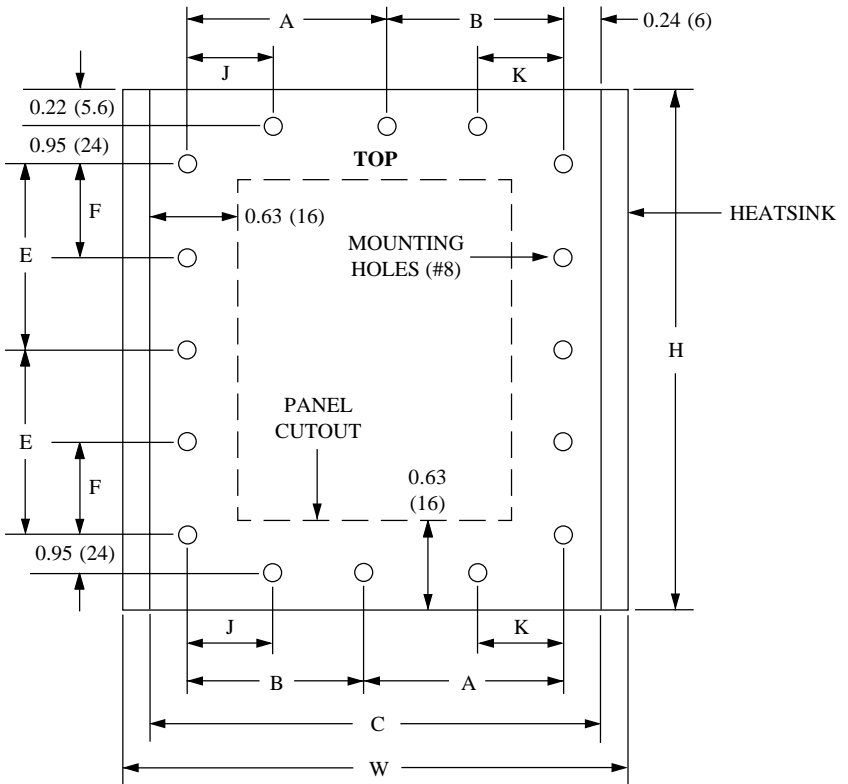 A
B
0.24 (6)
J
K
0.22 (5.6)
0.95 (24)
TOP
F
0.63 (16)
HEATSINK
E
MOUNTING
HOLES (#8)
H
PANEL
CUTOUT
E
F
0.63
(16)
0.95 (24)
J
K
B
A
C
W